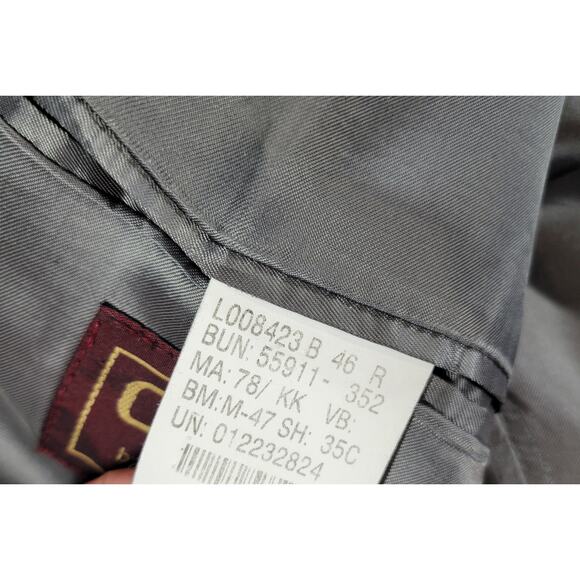 L008423 B 46 R
BUN: 55911- 352
MA: 78/ KK VB:
BM:M-47 SH: 35C
UN: 012232824